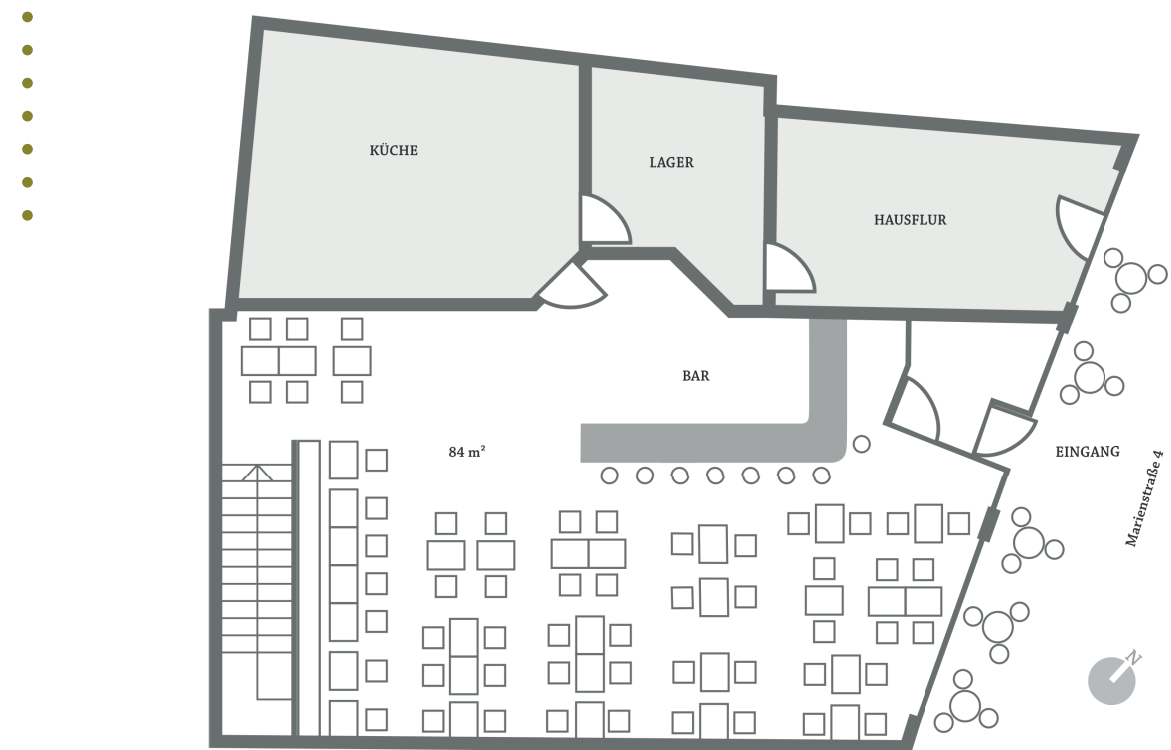 KÜCHE
LAGER
HAUSFLUR
BAR
84 m²
EINGANG
Marienstraße 4
N